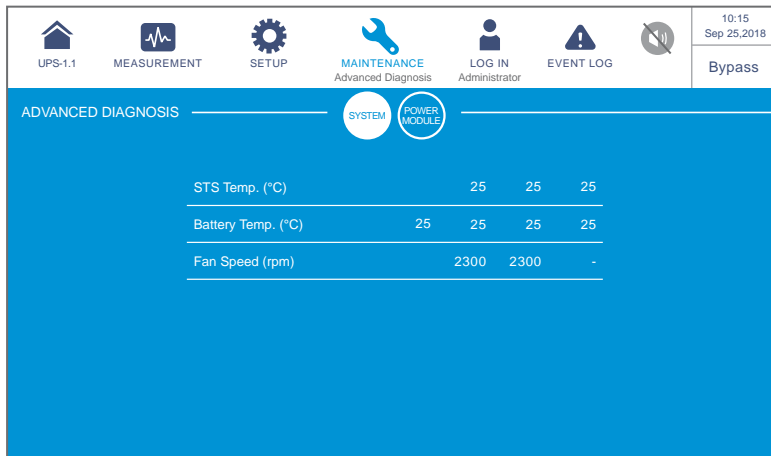 10:15
Sep 25,2018
UPS-1.1 MEASUREMENT SETUP MAINTENANCE LOG IN EVENT LOG
Advanced Diagnosis Administrator
Bypass
ADVANCED DIAGNOSIS
SYSTEM
POWER
MODULE
STS Temp. (°C) 25 25 25
Battery Temp. (°C) 25 25 25 25
Fan Speed (rpm) 2300 2300 -